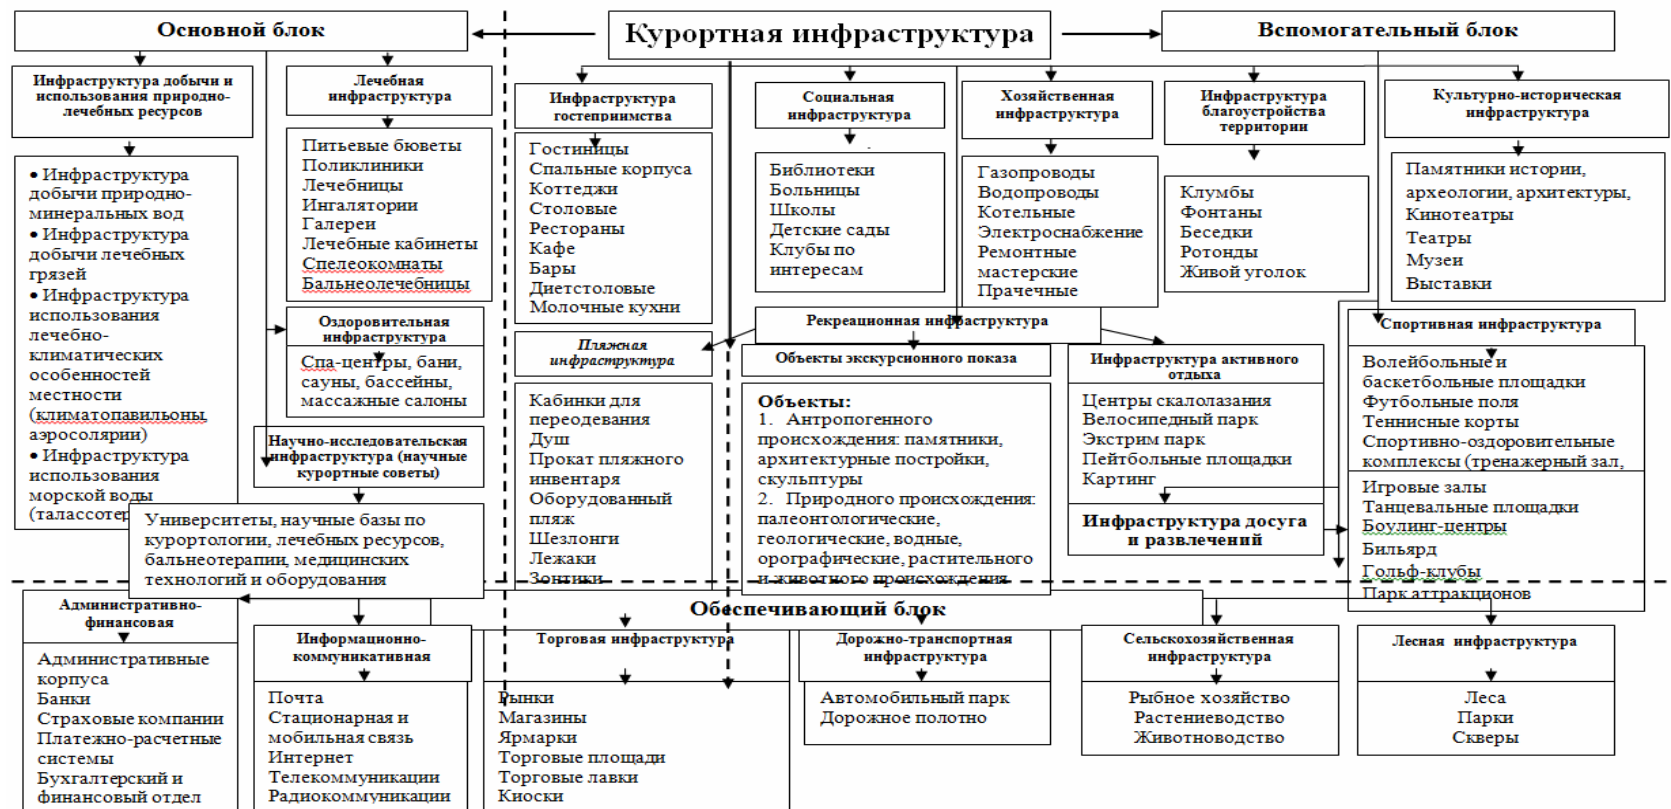 Основной блок
Курортная инфраструктура
Вспомогательный блок
Инфраструктура добычи и
использования природно-
лечебных ресурсов
• Инфраструктура
добычи природно-
минеральных вод
• Инфраструктура
добычи лечебных
грязей
• Инфраструктура
использования
лечебно-
климатических
особенностей
местности
(климатопавильоны,
аэросолярии)
• Инфраструктура
использования
морской воды
Лечебная
инфраструктура
Питьевые бюветы
Поликлиники
Лечебницы
Ингалятории
Галереи
Лечебные кабинеты
Спелеокомнаты
Бальнеолечебницы
Оздоровительная
инфраструктура
Спа-центры, бани,
сауны, бассейны,
массажные салоны
Научно-исследовательская
инфраструктура (научные
курортные советы)
Университеты, научные базы по
курортологии, лечебных ресурсов,
бальнеотерапии, медицинских
технологий и оборудования
Инфраструктура
гостеприимства
Гостиницы
Спальные корпуса
Коттеджи
Столовые
Рестораны
Кафе
Бары
Диетстоловые
Молочные кухни
Социальная
инфраструктура
Библиотеки
Больницы
Школы
Детские сады
Клубы по
интересам
Хозяйственная
инфраструктура
Газопроводы
Водопроводы
Котельные
Электроснабжение
Ремонтные
мастерские
Прачечные
Инфраструктура
благоустройства
территории
Клумбы
Фонтаны
Беседки
Ротонды
Живой уголок
Культурно-историческая
инфраструктура
Памятники истории,
археологии, архитектуры,
Кинотеатры
Театры
Музеи
Выставки
Рекреационная инфраструктура
Пляжная
инфраструктура
Кабинки для
переодевания
Душ
Прокат пляжного
инвентаря
Оборудованный
пляж
Шезлонги
Лежаки
Зонтики
Объекты экскурсионного показа
Объекты:
1. Антропогенного
происхождения: памятники,
архитектурные постройки,
скульптуры
2. Природного происхождения:
палеонтологические,
геологические, водные,
орографические, растительного
и животного происхождения
Инфраструктура активного
отдыха
Центры скалолазания
Велосипедный парк
Экстрим парк
Пейтбольные площадки
Картинг
Инфраструктура досуга
и развлечений
Спортивная инфраструктура
Волейбольные и
баскетбольные площадки
Футбольные поля
Теннисные корты
Спортивно-оздоровительные
комплексы (тренажерный зал,
Игровые залы
Танцевальные площадки
Боулинг-центры
Бильярд
Гольф-клубы
Парк аттракционов
Обеспечивающий блок
Административно-
финансовая
Административные
корпуса
Банки
Страховые компании
Платежно-расчетные
системы
Бухгалтерский и
финансовый отдел
Информационно-
коммуникативная
Почта
Стационарная и
мобильная связь
Интернет
Телекоммуникации
Радиокоммуникации
Торговая инфраструктура
Рынки
Магазины
Ярмарки
Торговые площади
Торговые лавки
Киоски
Дорожно-транспортная
инфраструктура
Автомобильный парк
Дорожное полотно
Сельскохозяйственная
инфраструктура
Рыбное хозяйство
Растениеводство
Животноводство
Лесная инфраструктура
Леса
Парки
Скверы